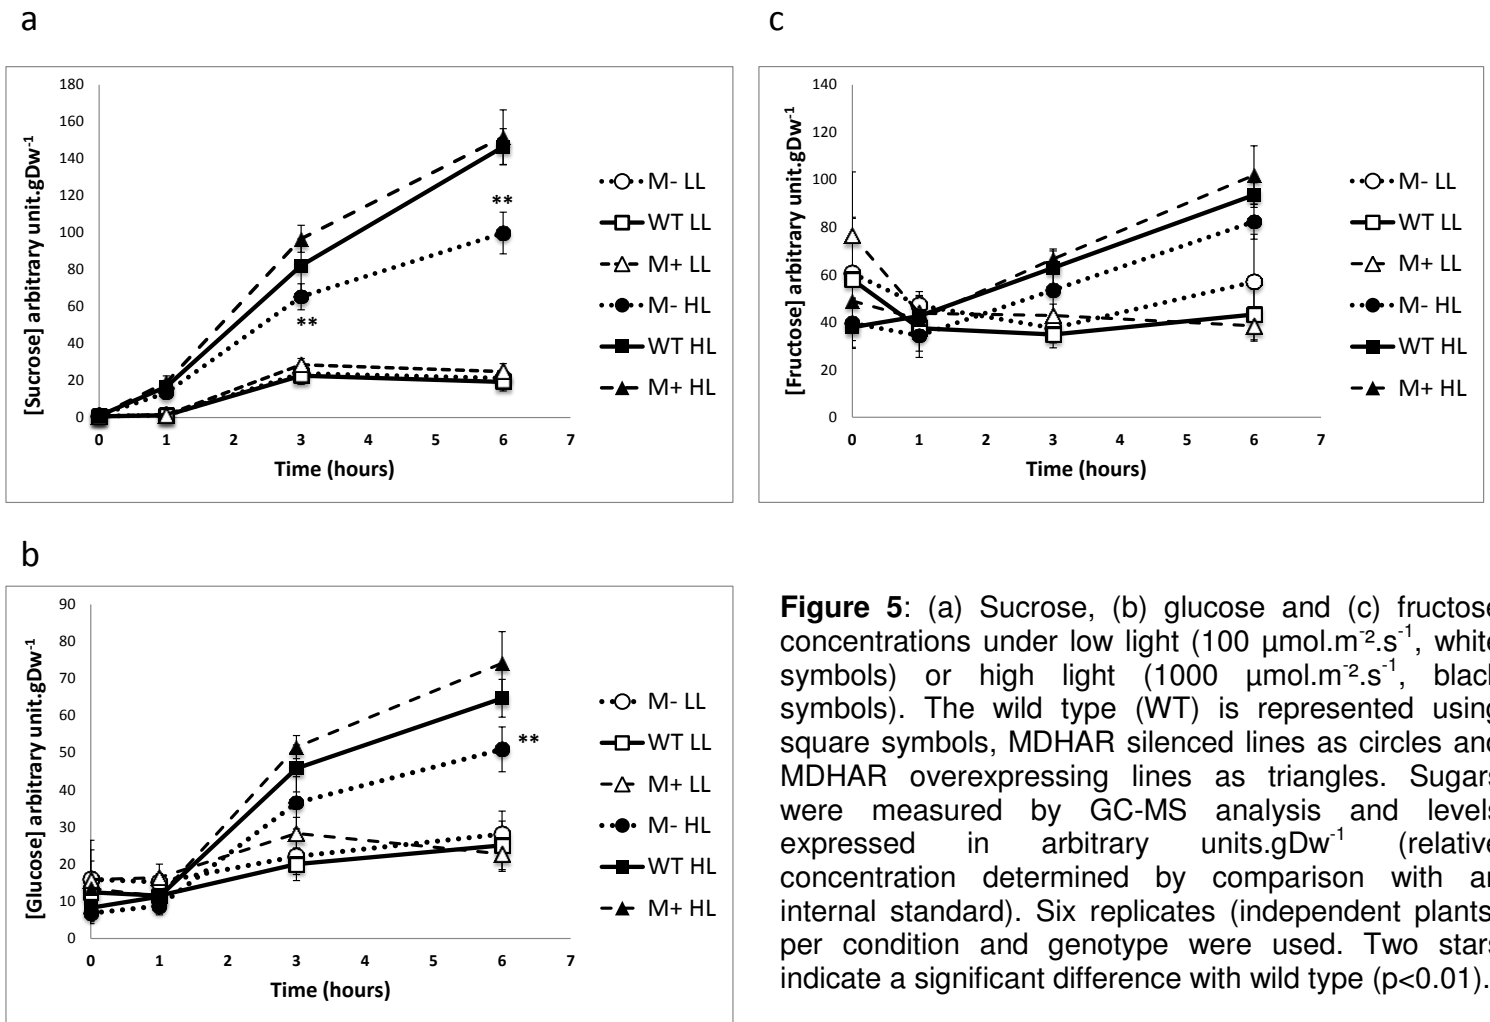 a
180
160
140
120
100
80
60
40
20
0
[Sucrose] arbitrary unit.gDw⁻¹
**
**
0 1 2 3 4 5 6 7
Time (hours)
M- LL
WT LL
M+ LL
M- HL
WT HL
M+ HL
c
140
120
100
80
60
40
20
0
[Fructose] arbitrary unit.gDw⁻¹
0 1 2 3 4 5 6 7
Time (hours)
M- LL
WT LL
M+ LL
M- HL
WT HL
M+ HL
b
90
80
70
60
50
40
30
20
10
0
[Glucose] arbitrary unit.gDw⁻¹
**
0 1 2 3 4 5 6 7
Time (hours)
M- LL
WT LL
M+ LL
M- HL
WT HL
M+ HL
Figure 5: (a) Sucrose, (b) glucose and (c) fructose
concentrations under low light (100 µmol.m⁻².s⁻¹, white
symbols) or high light (1000 µmol.m⁻².s⁻¹, black
symbols). The wild type (WT) is represented using
square symbols, MDHAR silenced lines as circles and
MDHAR overexpressing lines as triangles. Sugars
were measured by GC-MS analysis and levels
expressed in arbitrary units.gDw⁻¹ (relative
concentration determined by comparison with an
internal standard). Six replicates (independent plants)
per condition and genotype were used. Two stars
indicate a significant difference with wild type (p<0.01).